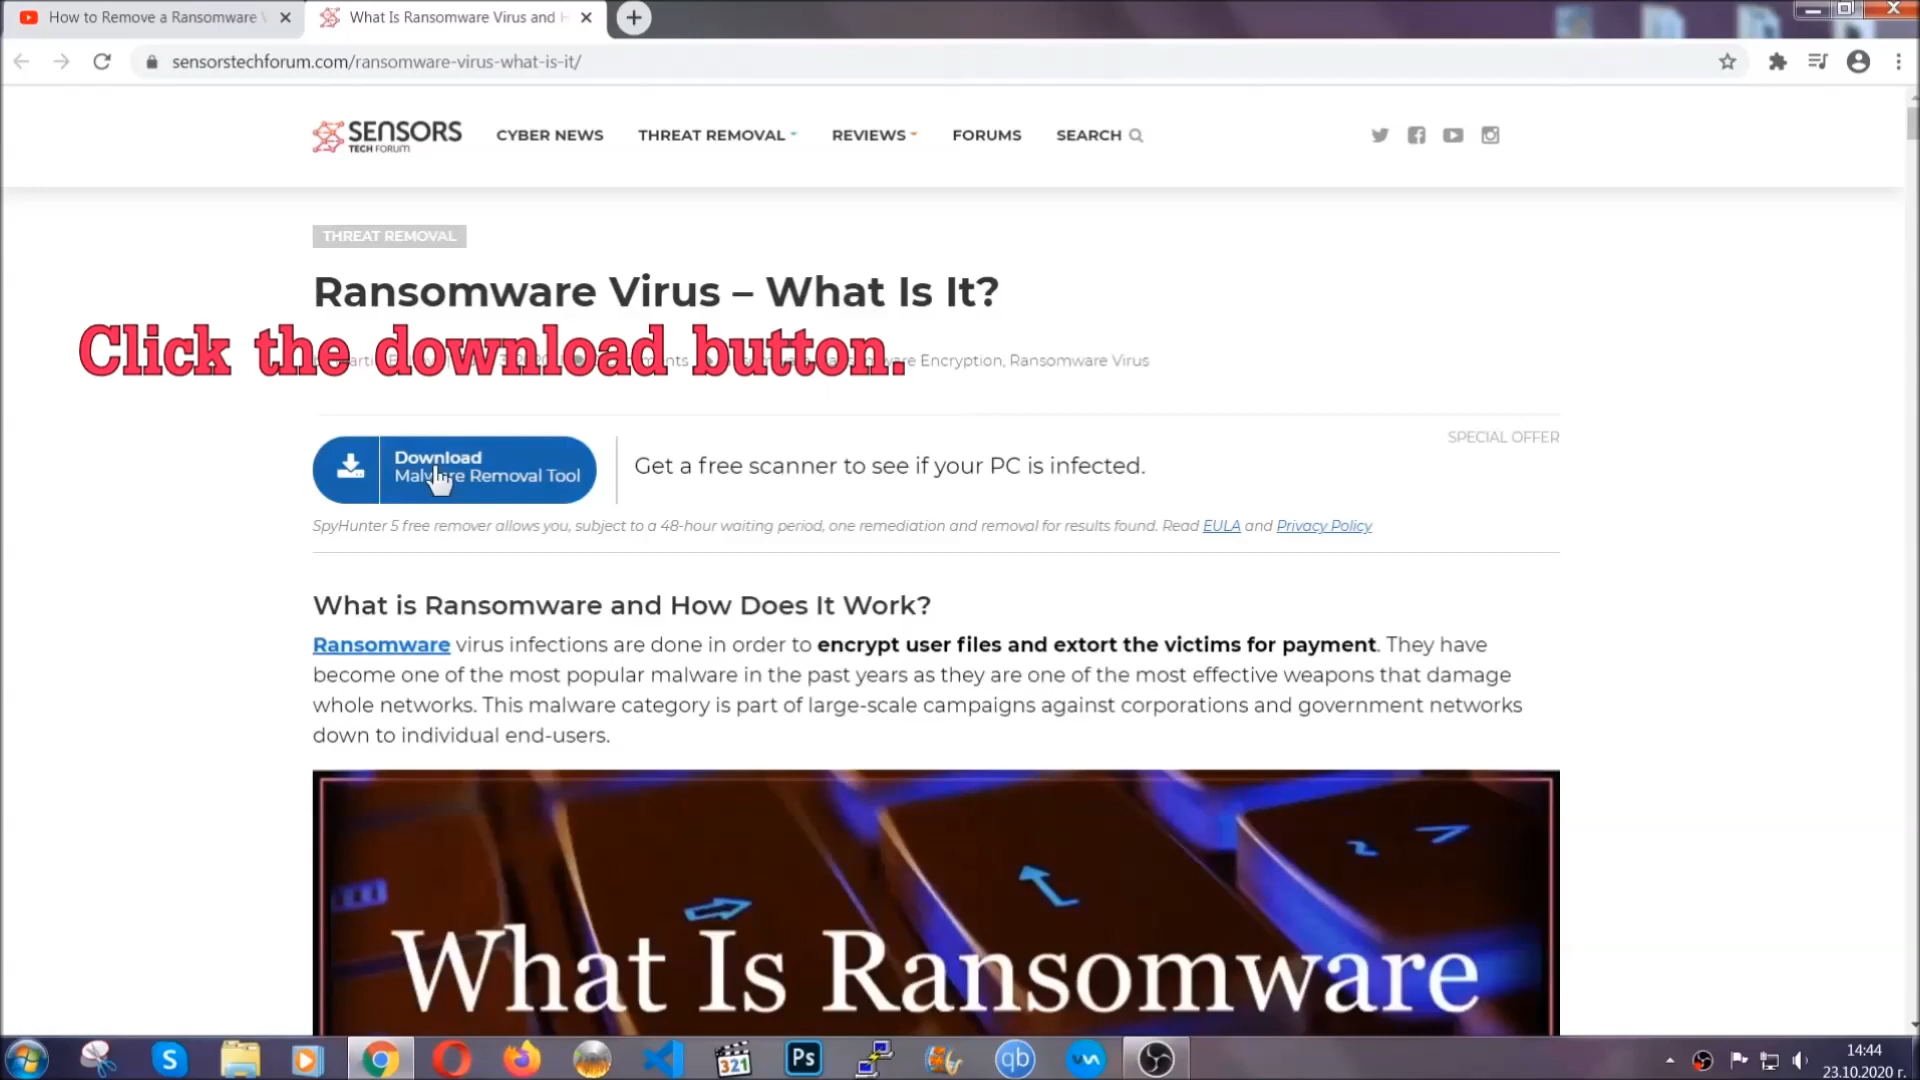 How to Remove a Ransomware
What Is Ransomware Virus and
sensorstechforum.com/ransomware-virus-what-is-it/
SENSORS
TECH FORUM
CYBER NEWS
THREAT REMOVAL
REVIEWS
FORUMS
SEARCH
THREAT REMOVAL
Ransomware Virus – What Is It?
Click the download button.
Encryption, Ransomware Virus
SPECIAL OFFER
Download
Malware Removal Tool
Get a free scanner to see if your PC is infected.
SpyHunter 5 free remover allows you, subject to a 48-hour waiting period, one remediation and removal for results found. Read EULA and Privacy Policy
What is Ransomware and How Does It Work?
Ransomware virus infections are done in order to encrypt user files and extort the victims for payment. They have
become one of the most popular malware in the past years as they are one of the most effective weapons that damage
whole networks. This malware category is part of large-scale campaigns against corporations and government networks
down to individual end-users.
What Is Ransomware
321
Ps
qb
14:44
23.10.2020 г.